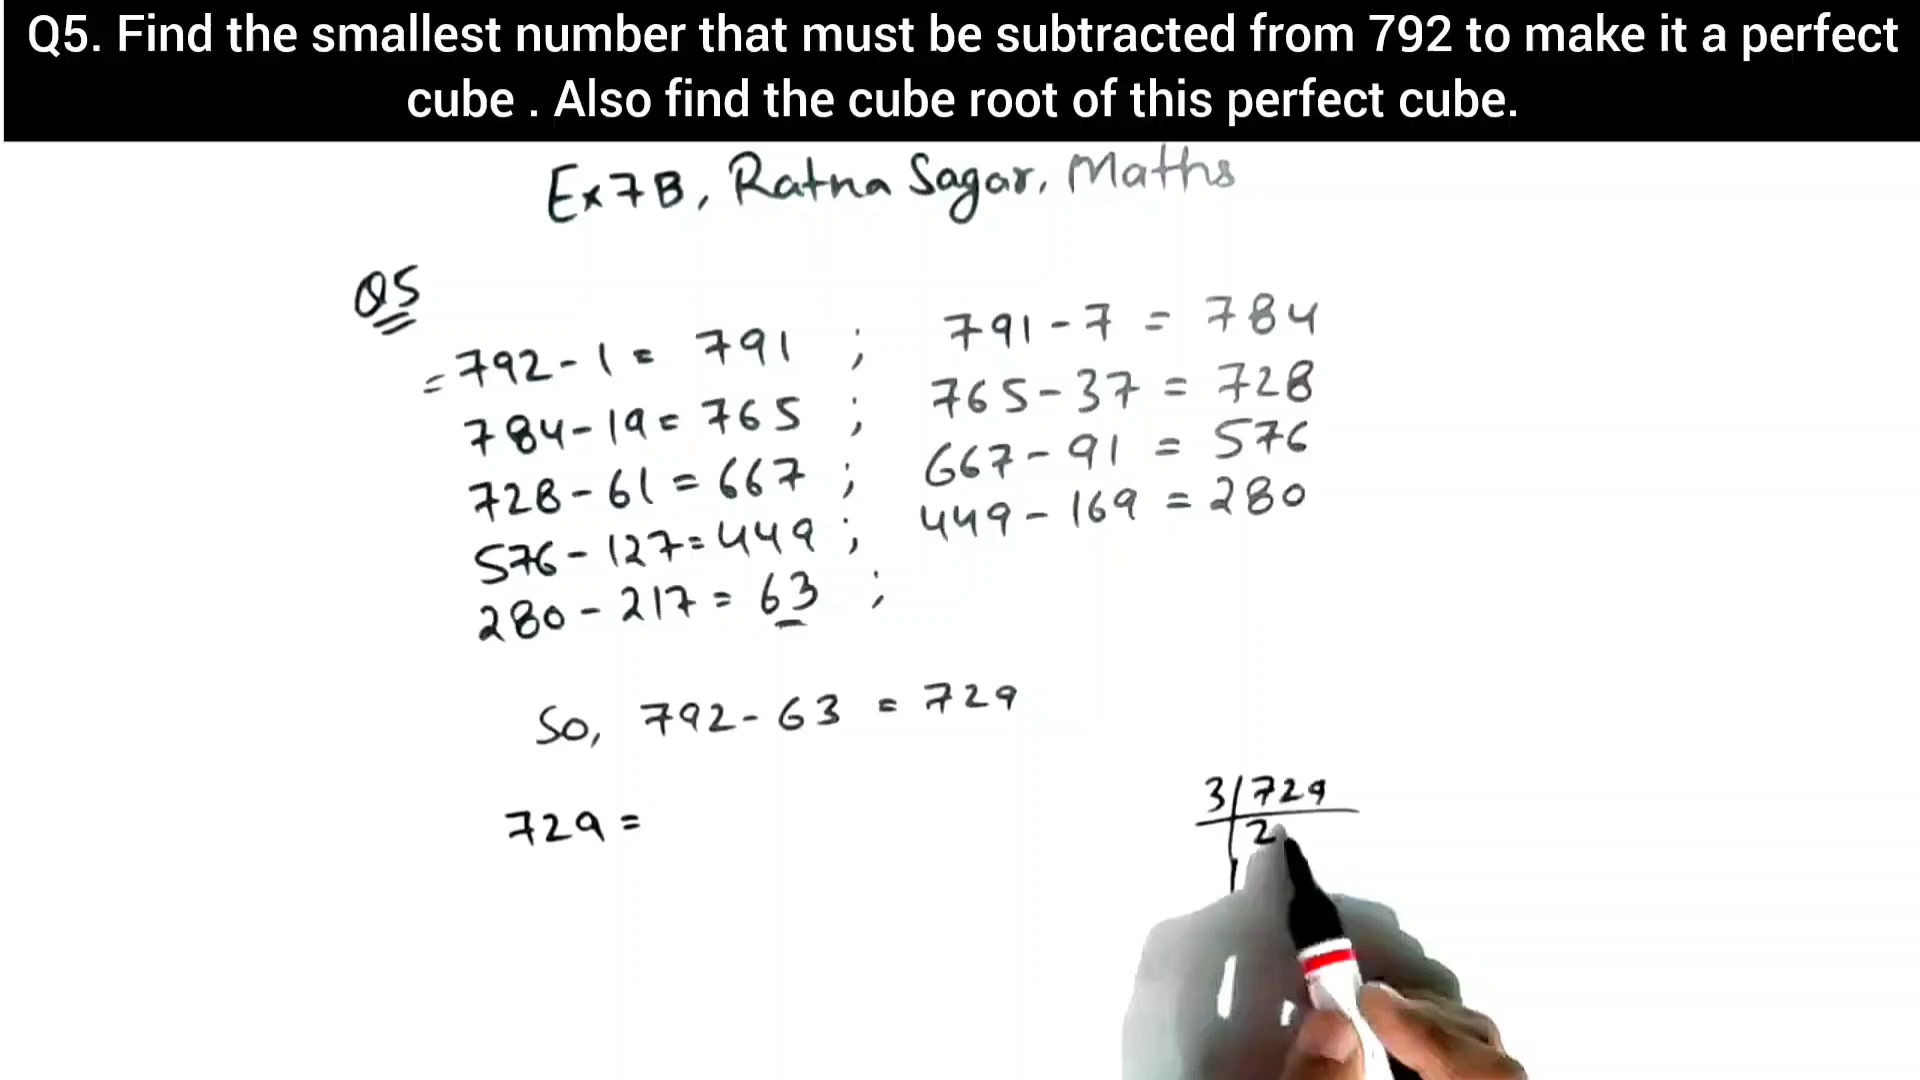 Q5. Find the smallest number that must be subtracted from 792 to make it a perfect
cube . Also find the cube root of this perfect cube.
Ex 7B, Ratna Sagar, Maths
Q5
= 792 - 1 = 791 ; 791 - 7 = 784
784 - 19 = 765 ; 765 - 37 = 728
728 - 61 = 667 ; 667 - 91 = 576
576 - 127 = 449 ; 449 - 169 = 280
280 - 217 = 63 ;
So, 792 - 63 = 729
3 | 729
729 = 2